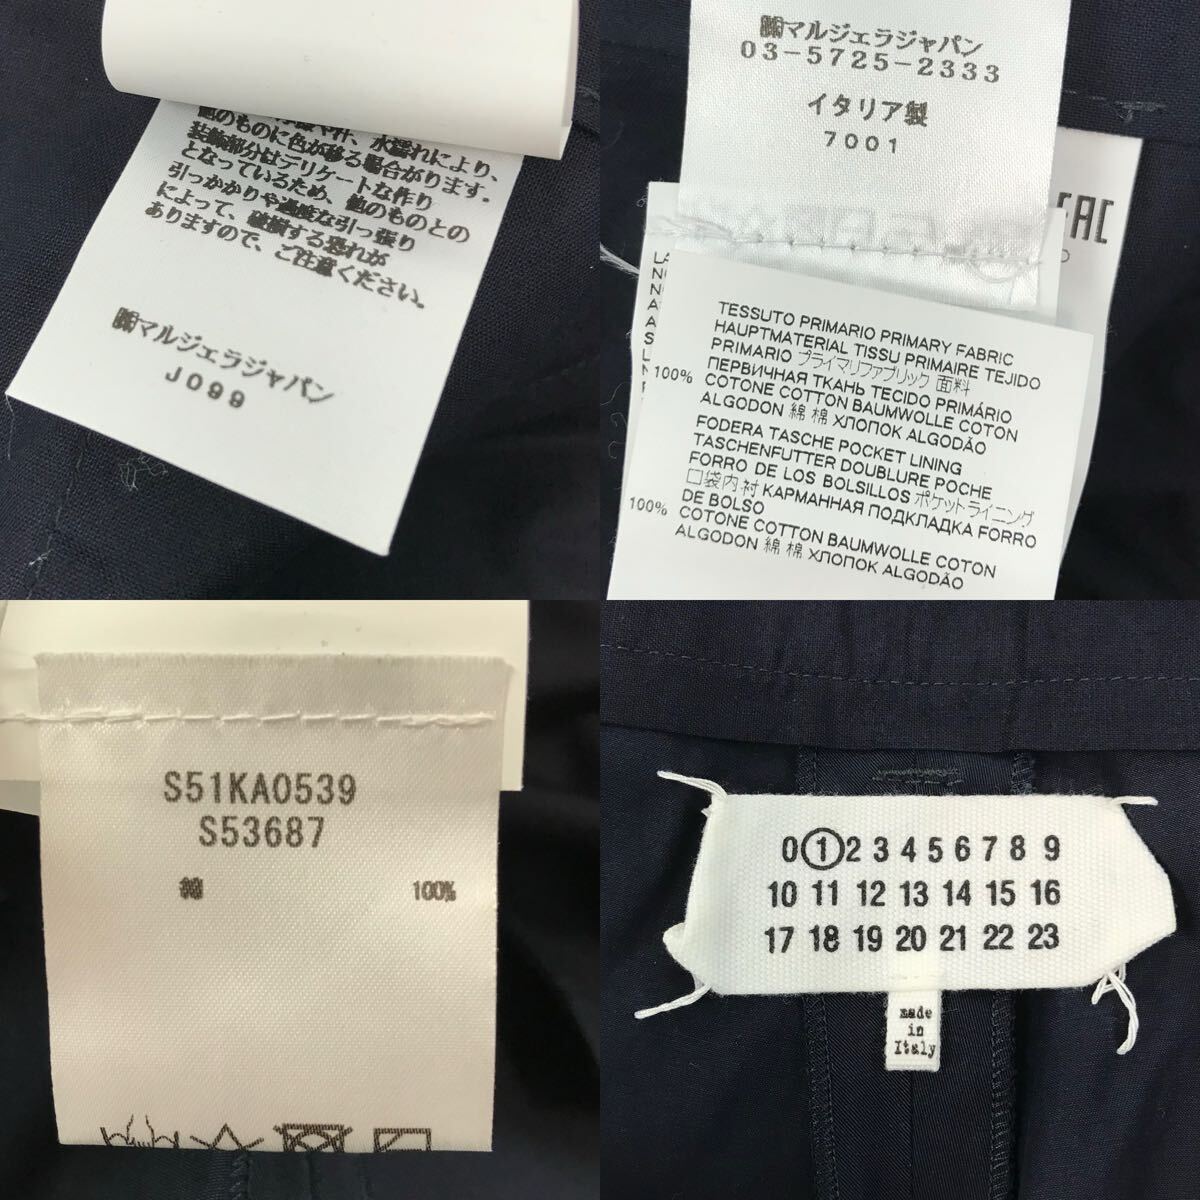 他のものに色が移る場合がります。
装飾部分はデリケートな作り
となっているため、他のものとの
引っかかりや過度な引っ張り
によって、破損する恐れが
ありますので、ご注意ください。
㈱マルジェラジャパン
J099
㈱マルジェラジャパン
03-5725-2333
イタリア製
7001
EAC
TESSUTO PRIMARIO PRIMARY FABRIC
HAUPTMATERIAL TISSU PRIMAIRE TEJIDO
PRIMARIO プライマリファブリック 面料
ПЕРВИЧНАЯ ТКАНЬ TECIDO PRIMÁRIO
100% COTONE COTTON BAUMWOLLE COTON
ALGODON 綿 棉 ХЛОПОК ALGODÃO
FODERA TASCHE POCKET LINING
TASCHENFUTTER DOUBLURE POCHE
FORRO DE LOS BOLSILLOS ポケットライニング
口袋内衬 КАРМАННАЯ ПОДКЛАДКА FORRO
DE BOLSO
100% COTONE COTTON BAUMWOLLE COTON
ALGODON 綿 棉 ХЛОПОК ALGODÃO
S51KA0539
S53687
綿 100%
0 1 2 3 4 5 6 7 8 9
10 11 12 13 14 15 16
17 18 19 20 21 22 23
made
in
Italy